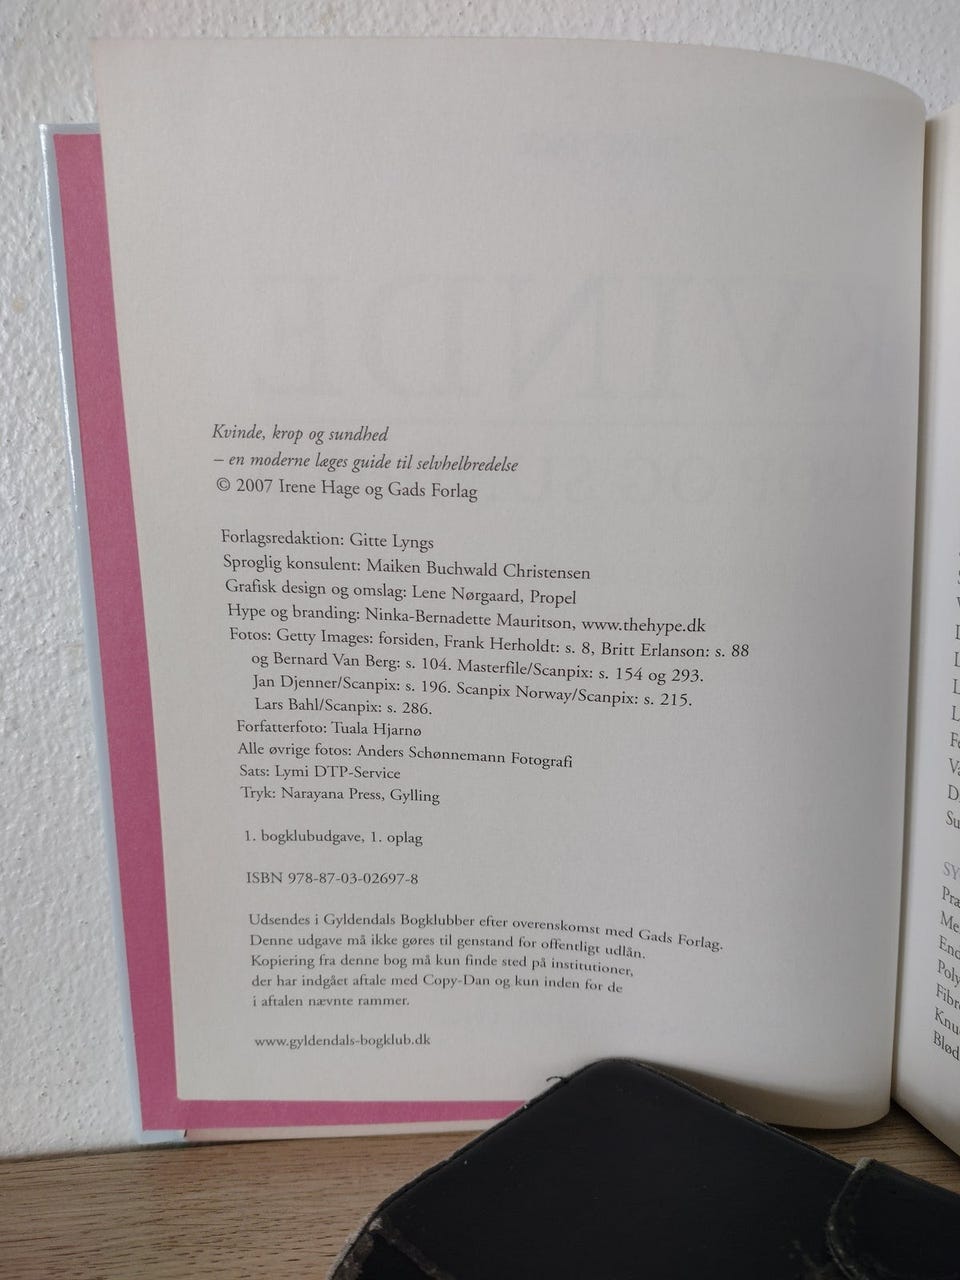 Kvinde, krop og sundhed
– en moderne læges guide til selvhelbredelse
© 2007 Irene Hage og Gads Forlag
Forlagsredaktion: Gitte Lyngs
Sproglig konsulent: Maiken Buchwald Christensen
Grafisk design og omslag: Lene Nørgaard, Propel
Hype og branding: Ninka-Bernadette Mauritson, www.thehype.dk
Fotos: Getty Images: forsiden, Frank Herholdt: s. 8, Britt Erlanson: s. 88
og Bernard Van Berg: s. 104. Masterfile/Scanpix: s. 154 og 293.
Jan Djenner/Scanpix: s. 196. Scanpix Norway/Scanpix: s. 215.
Lars Bahl/Scanpix: s. 286.
Forfatterfoto: Tuala Hjarnø
Alle øvrige fotos: Anders Schønnemann Fotografi
Sats: Lymi DTP-Service
Tryk: Narayana Press, Gylling
1. bogklubudgave, 1. oplag
ISBN 978-87-03-02697-8
Udsendes i Gyldendals Bogklubber efter overenskomst med Gads Forlag.
Denne udgave må ikke gøres til genstand for offentligt udlån.
Kopiering fra denne bog må kun finde sted på institutioner,
der har indgået aftale med Copy-Dan og kun inden for de
i aftalen nævnte rammer.
www.gyldendals-bogklub.dk